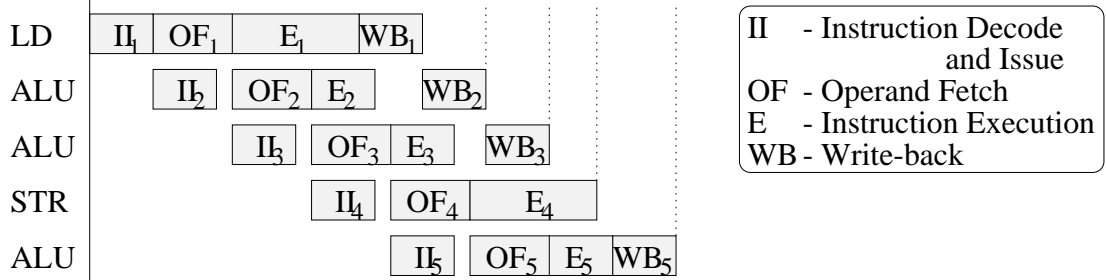 LD II1 OF1 E1 WB1
ALU II2 OF2 E2 WB2
ALU II3 OF3 E3 WB3
STR II4 OF4 E4
ALU II5 OF5 E5 WB5
II - Instruction Decode
and Issue
OF - Operand Fetch
E - Instruction Execution
WB - Write-back